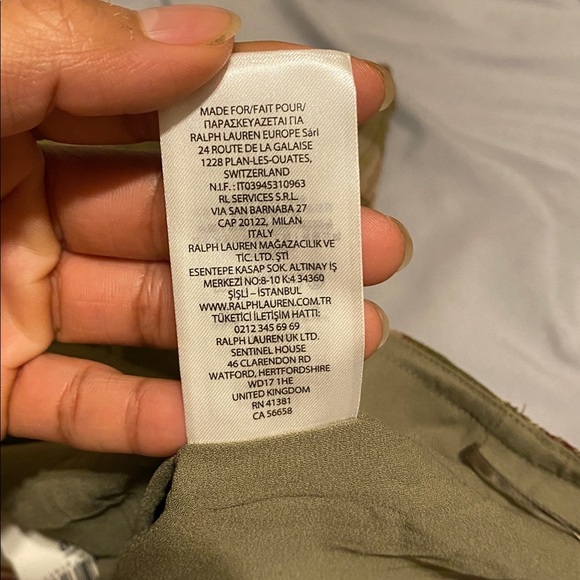 MADE FOR/FAIT POUR/
ΠΑΡΑΣΚΕΥΑΖΕΤΑΙ ΓΙΑ
RALPH LAUREN EUROPE Sárl
24 ROUTE DE LA GALAISE
1228 PLAN-LES-OUATES,
SWITZERLAND
N.I.F.: IT03945310963
RL SERVICES S.R.L.
VIA SAN BARNABA 27
CAP 20122, MILAN
ITALY
RALPH LAUREN MAĞAZACILIK VE
TİC. LTD. ŞTİ
ESENTEPE KASAP SOK. ALTINAY İŞ
MERKEZİ NO:8-10 K:4 34360
ŞİŞLİ – İSTANBUL
WWW.RALPHLAUREN.COM.TR
TÜKETİCİ İLETİŞİM HATTI:
0212 345 69 69
RALPH LAUREN UK LTD.
SENTINEL HOUSE
46 CLARENDON RD
WATFORD, HERTFORDSHIRE
WD17 1HE
UNITED KINGDOM
RN 41381
CA 56658